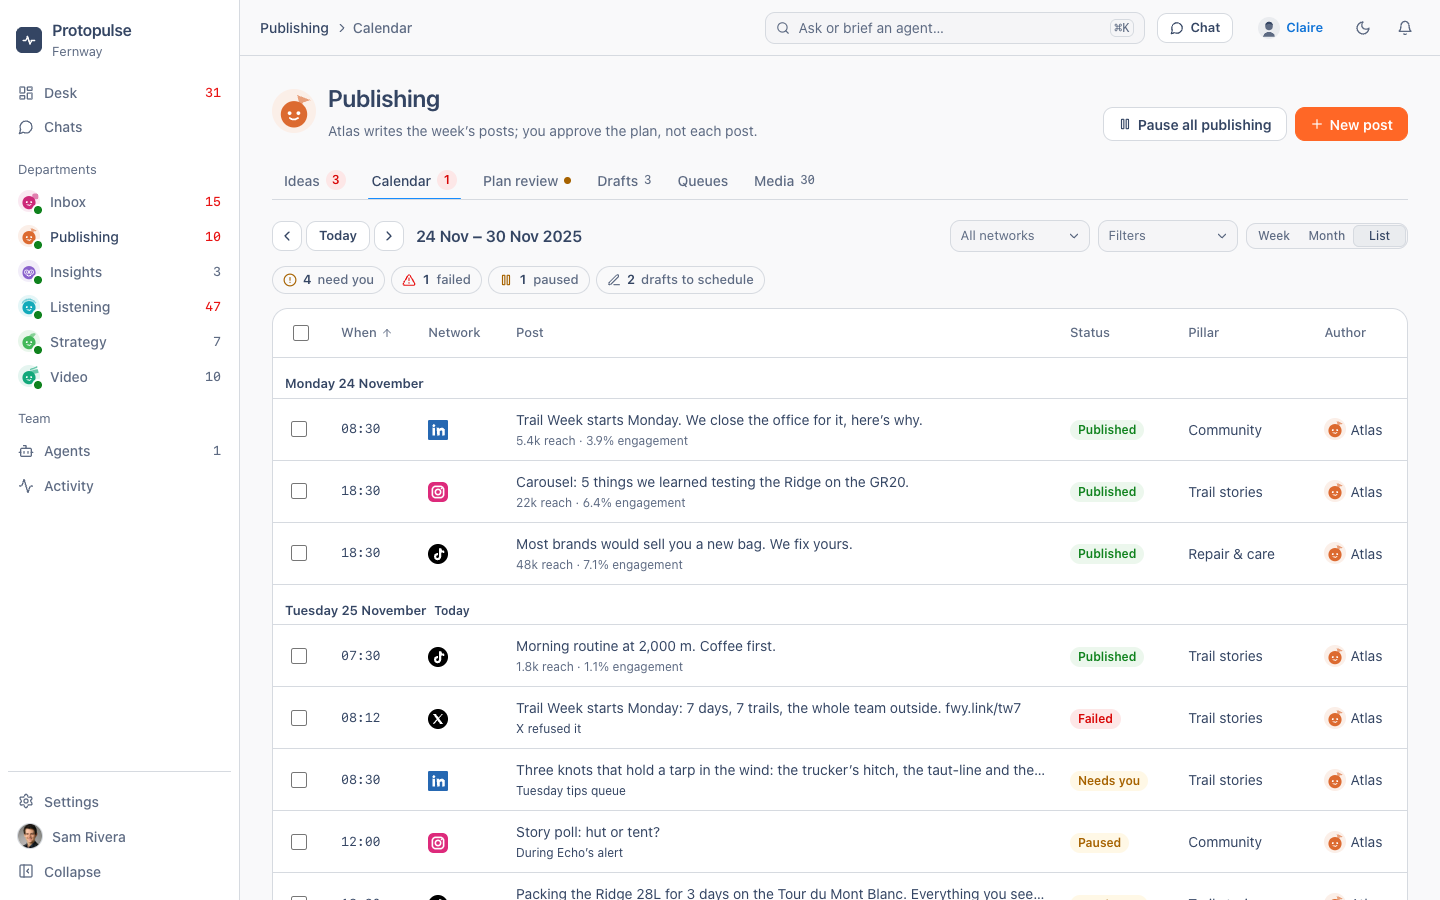 Protopulse
Fernway
Desk 31
Chats
Departments
Inbox 15
Publishing 10
Insights 3
Listening 47
Strategy 7
Video 10
Team
Agents 1
Activity
Settings
Sam Rivera
Collapse
Publishing > Calendar
Ask or brief an agent… ⌘K
Chat
Claire
Publishing
Atlas writes the week’s posts; you approve the plan, not each post.
Pause all publishing
+ New post
Ideas 3 Calendar 1 Plan review Drafts 3 Queues Media 30
Today 24 Nov – 30 Nov 2025
All networks Filters Week Month List
4 need you 1 failed 1 paused 2 drafts to schedule
When ↑ Network Post Status Pillar Author
Monday 24 November
08:30 in Trail Week starts Monday. We close the office for it, here’s why. Published Community Atlas
5.4k reach · 3.9% engagement
18:30 Carousel: 5 things we learned testing the Ridge on the GR20. Published Trail stories Atlas
22k reach · 6.4% engagement
18:30 Most brands would sell you a new bag. We fix yours. Published Repair & care Atlas
48k reach · 7.1% engagement
Tuesday 25 November Today
07:30 Morning routine at 2,000 m. Coffee first. Published Trail stories Atlas
1.8k reach · 1.1% engagement
08:12 X Trail Week starts Monday: 7 days, 7 trails, the whole team outside. fwy.link/tw7 Failed Trail stories Atlas
X refused it
08:30 in Three knots that hold a tarp in the wind: the trucker’s hitch, the taut-line and the… Needs you Trail stories Atlas
Tuesday tips queue
12:00 Story poll: hut or tent? Paused Community Atlas
During Echo’s alert
Packing the Ridge 28L for 3 days on the Tour du Mont Blanc. Everything you see…